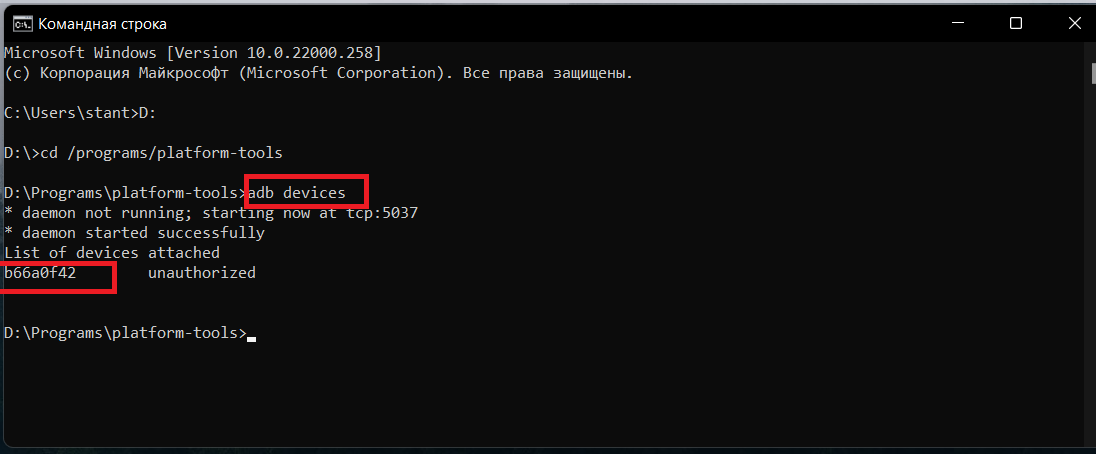 Командная строка
Microsoft Windows [Version 10.0.22000.258]
(c) Корпорация Майкрософт (Microsoft Corporation). Все права защищены.
C:\Users\stant>D:
D:\>cd /programs/platform-tools
D:\Programs\platform-tools>adb devices
* daemon not running; starting now at tcp:5037
* daemon started successfully
List of devices attached
b66a0f42 unauthorized
D:\Programs\platform-tools>